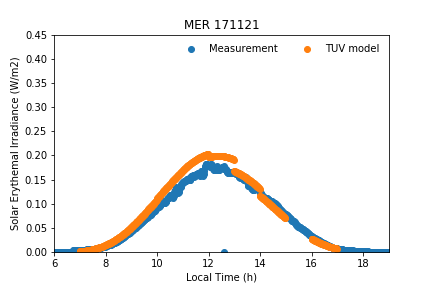 MER 171121
Measurement TUV model
Solar Erythemal Irradiance (W/m2)
0.45
0.40
0.35
0.30
0.25
0.20
0.15
0.10
0.05
0.00
6 8 10 12 14 16 18
Local Time (h)